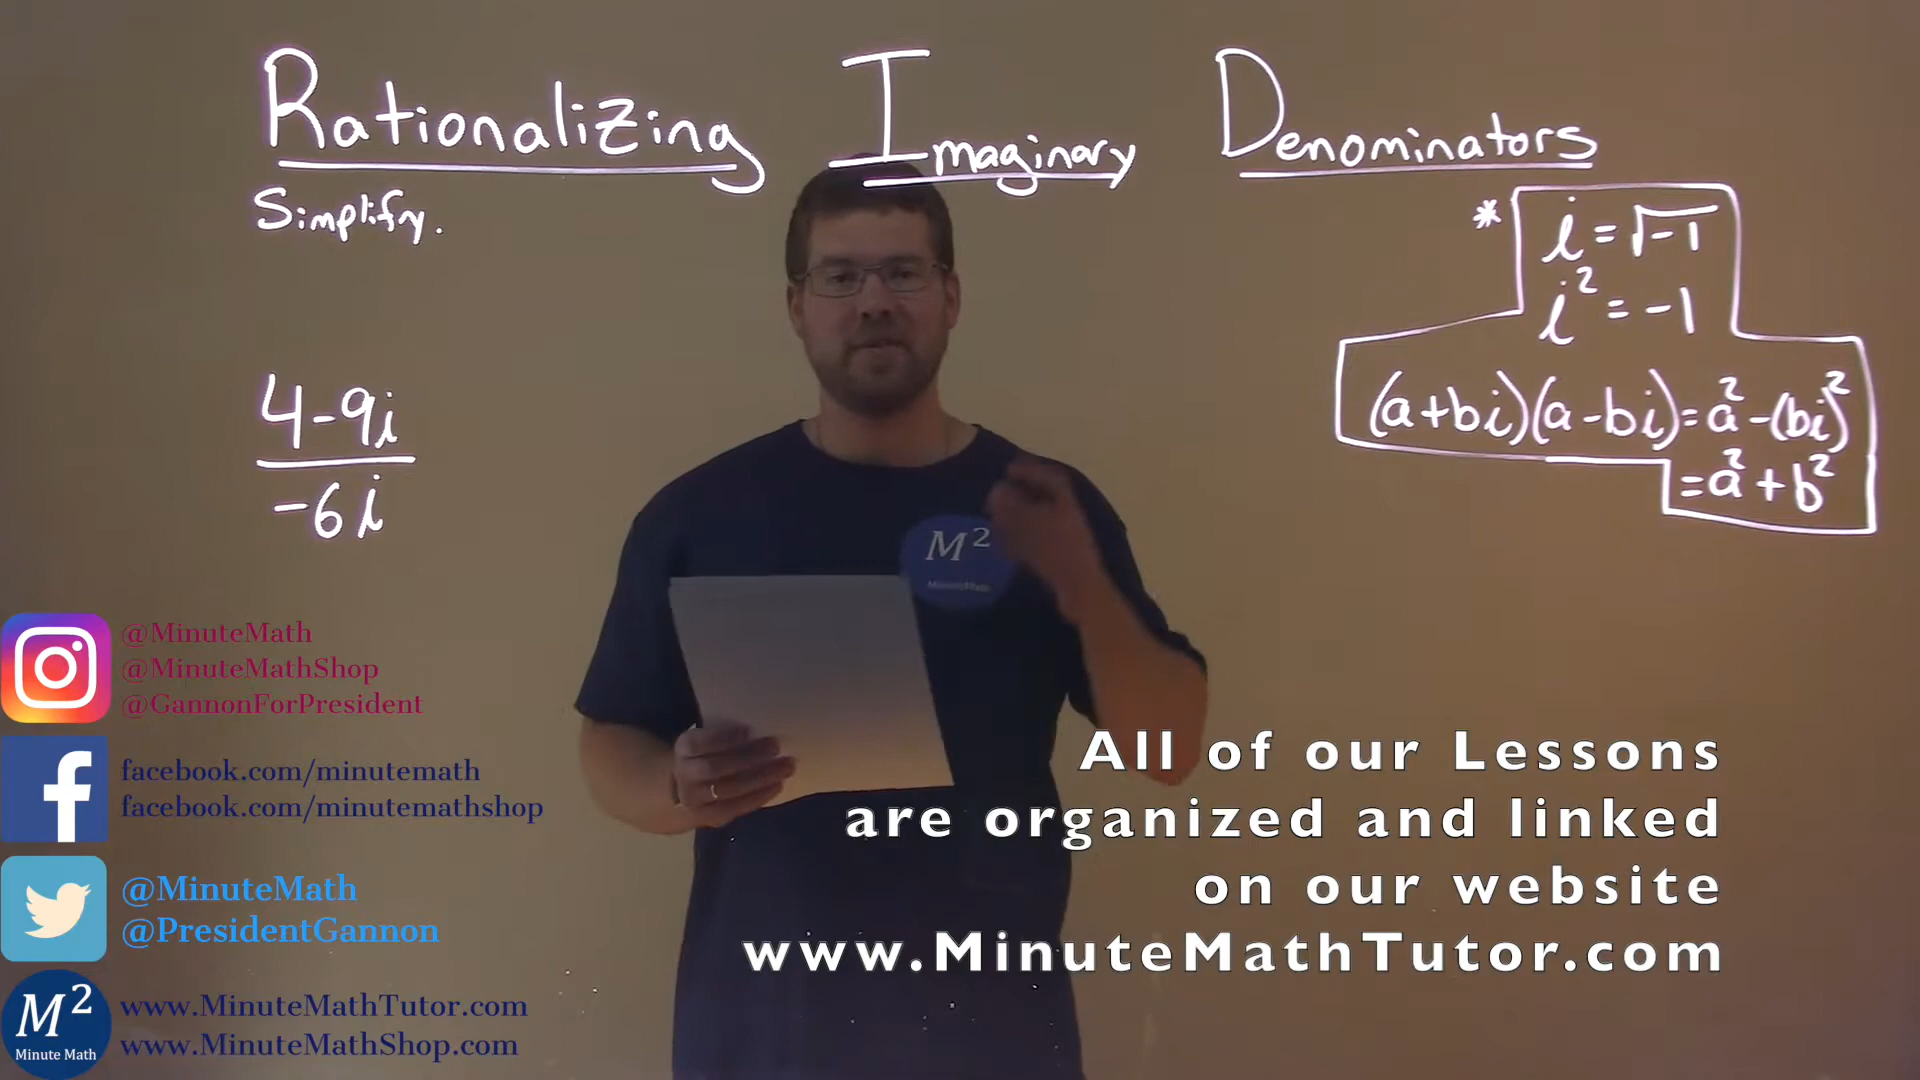 Rationalizing Imaginary Denominators
Simplify.
* i = √-1
i² = -1
(a+bi)(a-bi) = a² - (bi)²
= a² + b²
4-9i
-6i
M²
MinuteMath
@MinuteMath
@MinuteMathShop
@GannonForPresident
facebook.com/minutemath
facebook.com/minutemathshop
@MinuteMath
@PresidentGannon
M²
Minute Math
www.MinuteMathTutor.com
www.MinuteMathShop.com
All of our Lessons
are organized and linked
on our website
www.MinuteMathTutor.com